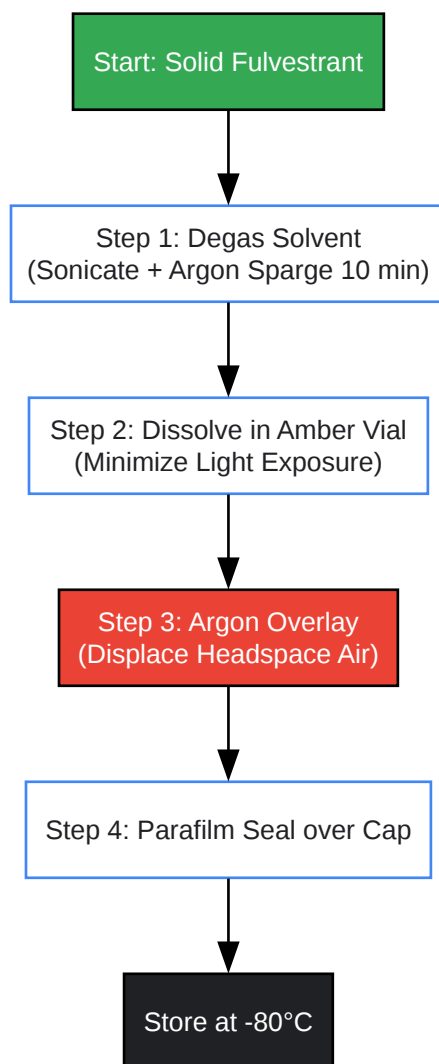 Start: Solid Fulvestrant
Step 1: Degas Solvent
(Sonicate + Argon Sparge 10 min)
Step 2: Dissolve in Amber Vial
(Minimize Light Exposure)
Step 3: Argon Overlay
(Displace Headspace Air)
Step 4: Parafilm Seal over Cap
Store at -80°C